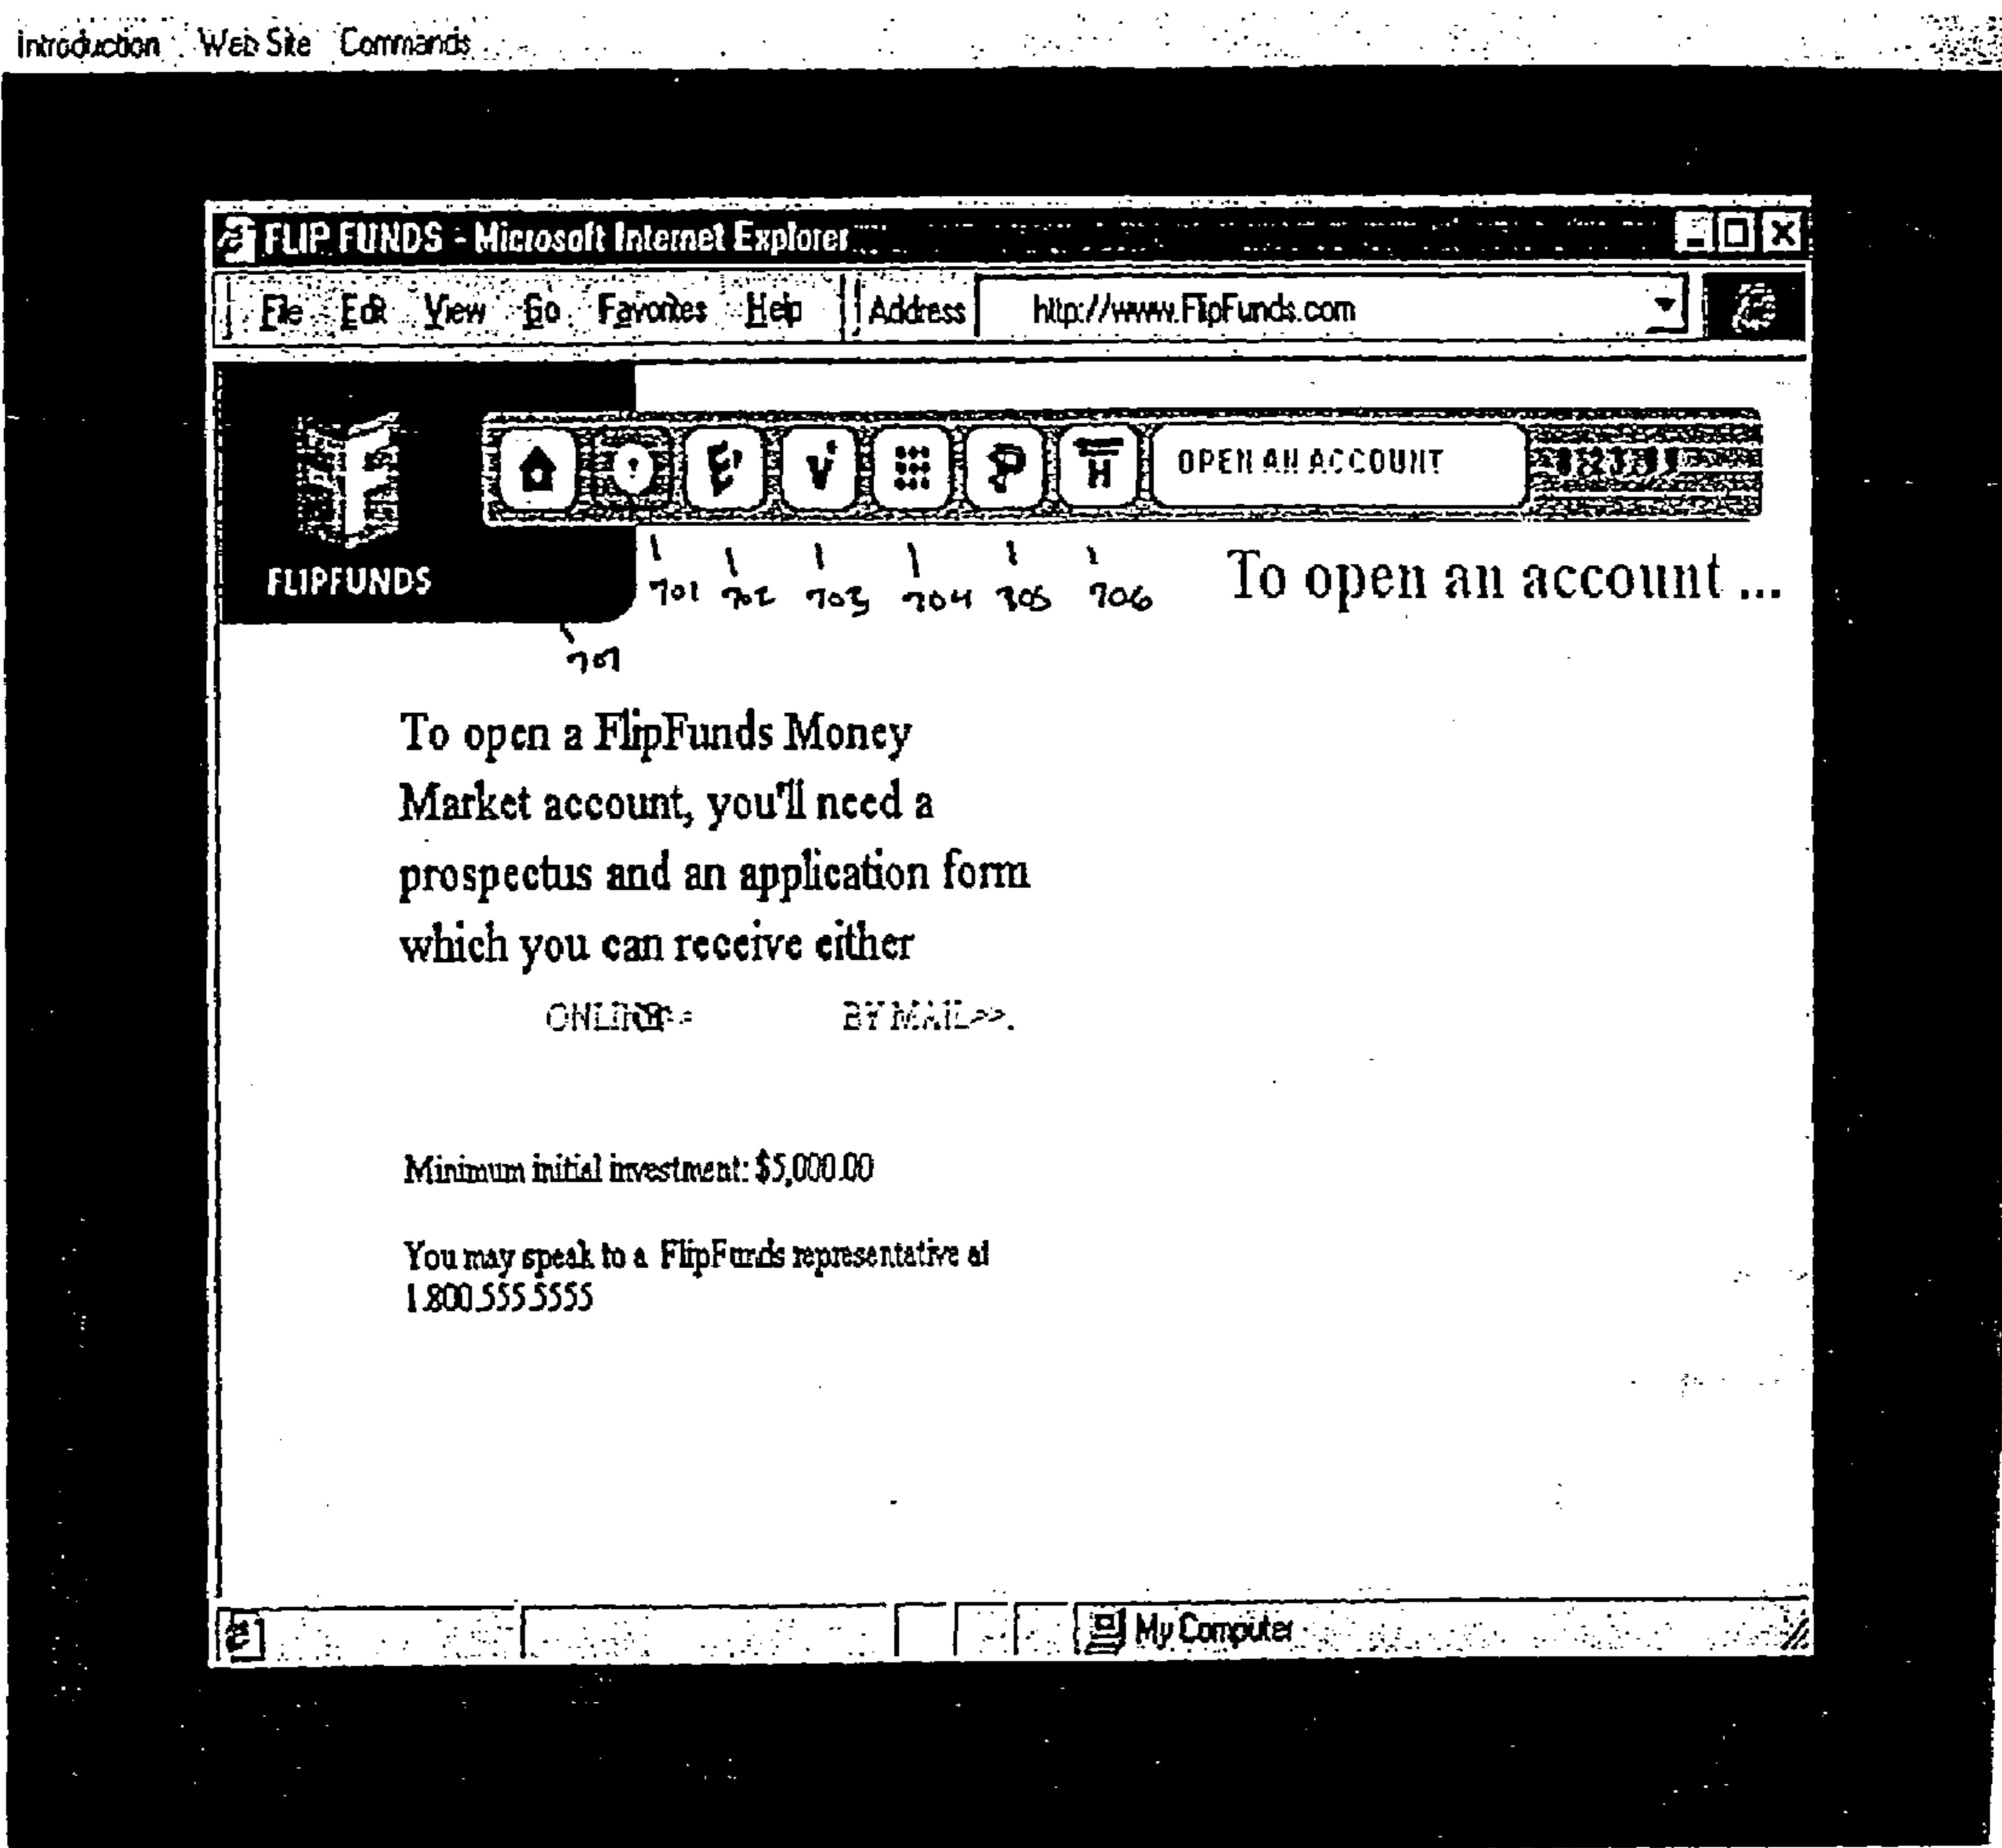 Introduction Web Site Commands
FLIP FUNDS - Microsoft Internet Explorer
File Edit View Go Favorites Help Address http://www.FlipFunds.com
OPEN AN ACCOUNT
FLIPFUNDS
701 702 703 704 705 706
To open an account ...
707
To open a FlipFunds Money
Market account, you'll need a
prospectus and an application form
which you can receive either
BY MAIL>>.
Minimum initial investment: $5,000.00
You may speak to a FlipFunds representative at
1.800.555.5555
My Computer